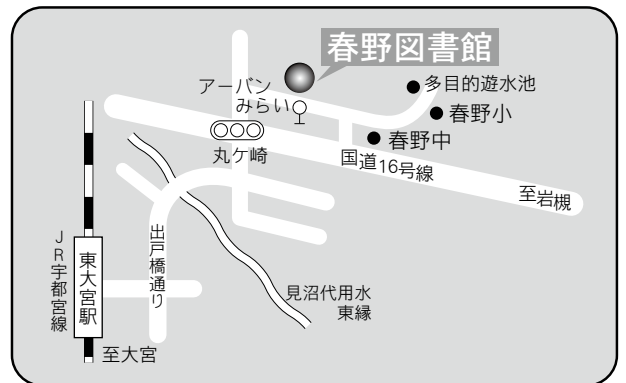 春野図書館
アーバン
みらい
多目的遊水池
春野小
春野中
丸ケ崎
国道16号線
至岩槻
出戸橋通り
JR宇都宮線
東大宮駅
見沼代用水
東縁
至大宮